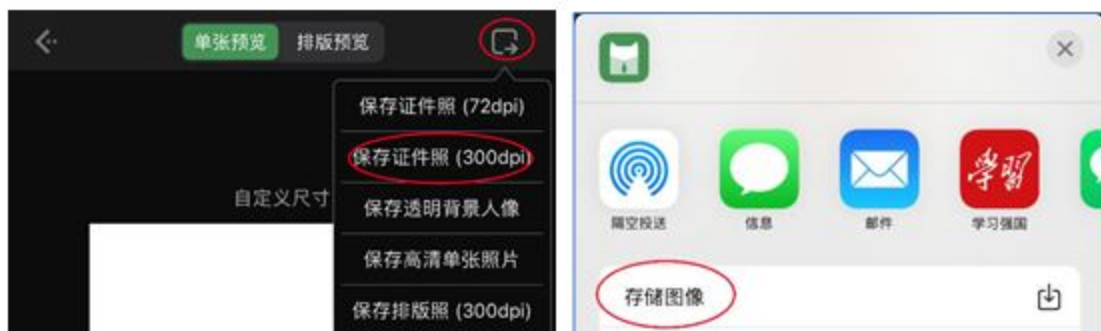 单张预览 排版预览
保存证件照 (72dpi)
保存证件照 (300dpi)
自定义尺寸
保存透明背景人像
保存高清单张照片
保存排版照 (300dpi)
学习
隔空投送 信息 邮件 学习强国
存储图像